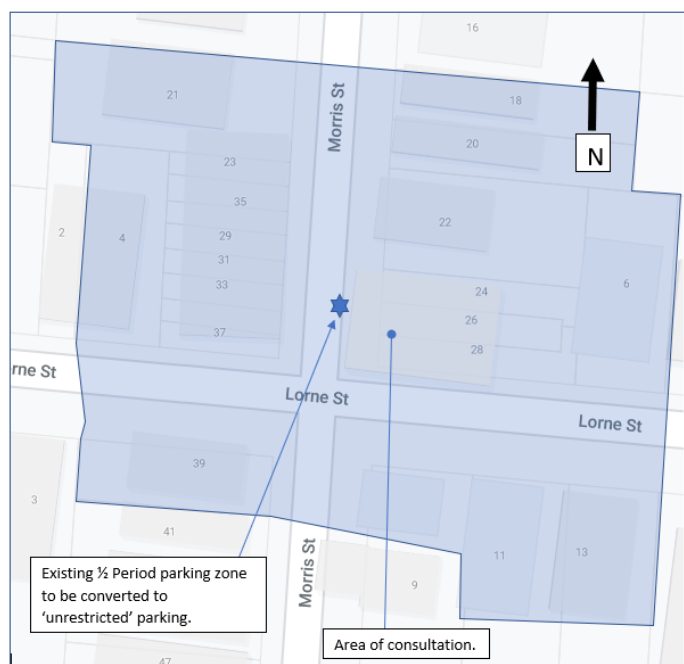 16
21
18
Morris St
20
N
23
35
22
2
4
29
31
6
33
24
26
37
28
rne St
Lorne St
Lorne St
39
3
41
11
13
Existing ½ Period parking zone
to be converted to
‘unrestricted’ parking.
Morris St
9
Area of consultation.
47